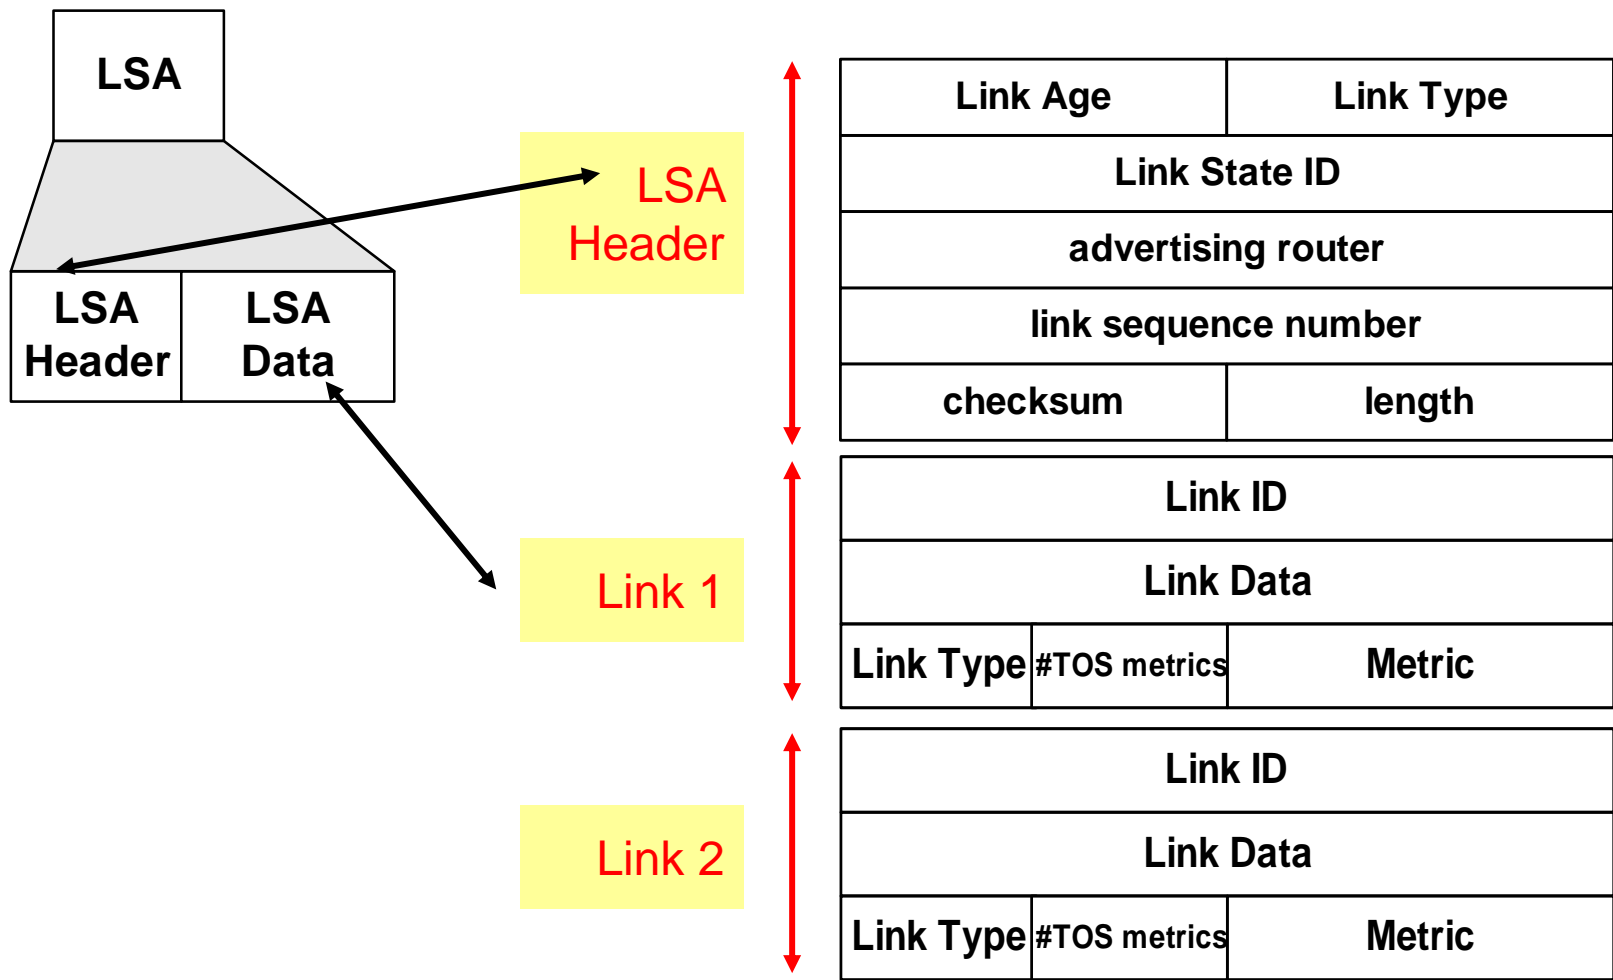 LSA
LSA
Header
LSA
Data
LSA
Header
Link Age
Link Type
Link State ID
advertising router
link sequence number
checksum
length
Link 1
Link ID
Link Data
Link Type
#TOS metrics
Metric
Link 2
Link ID
Link Data
Link Type
#TOS metrics
Metric